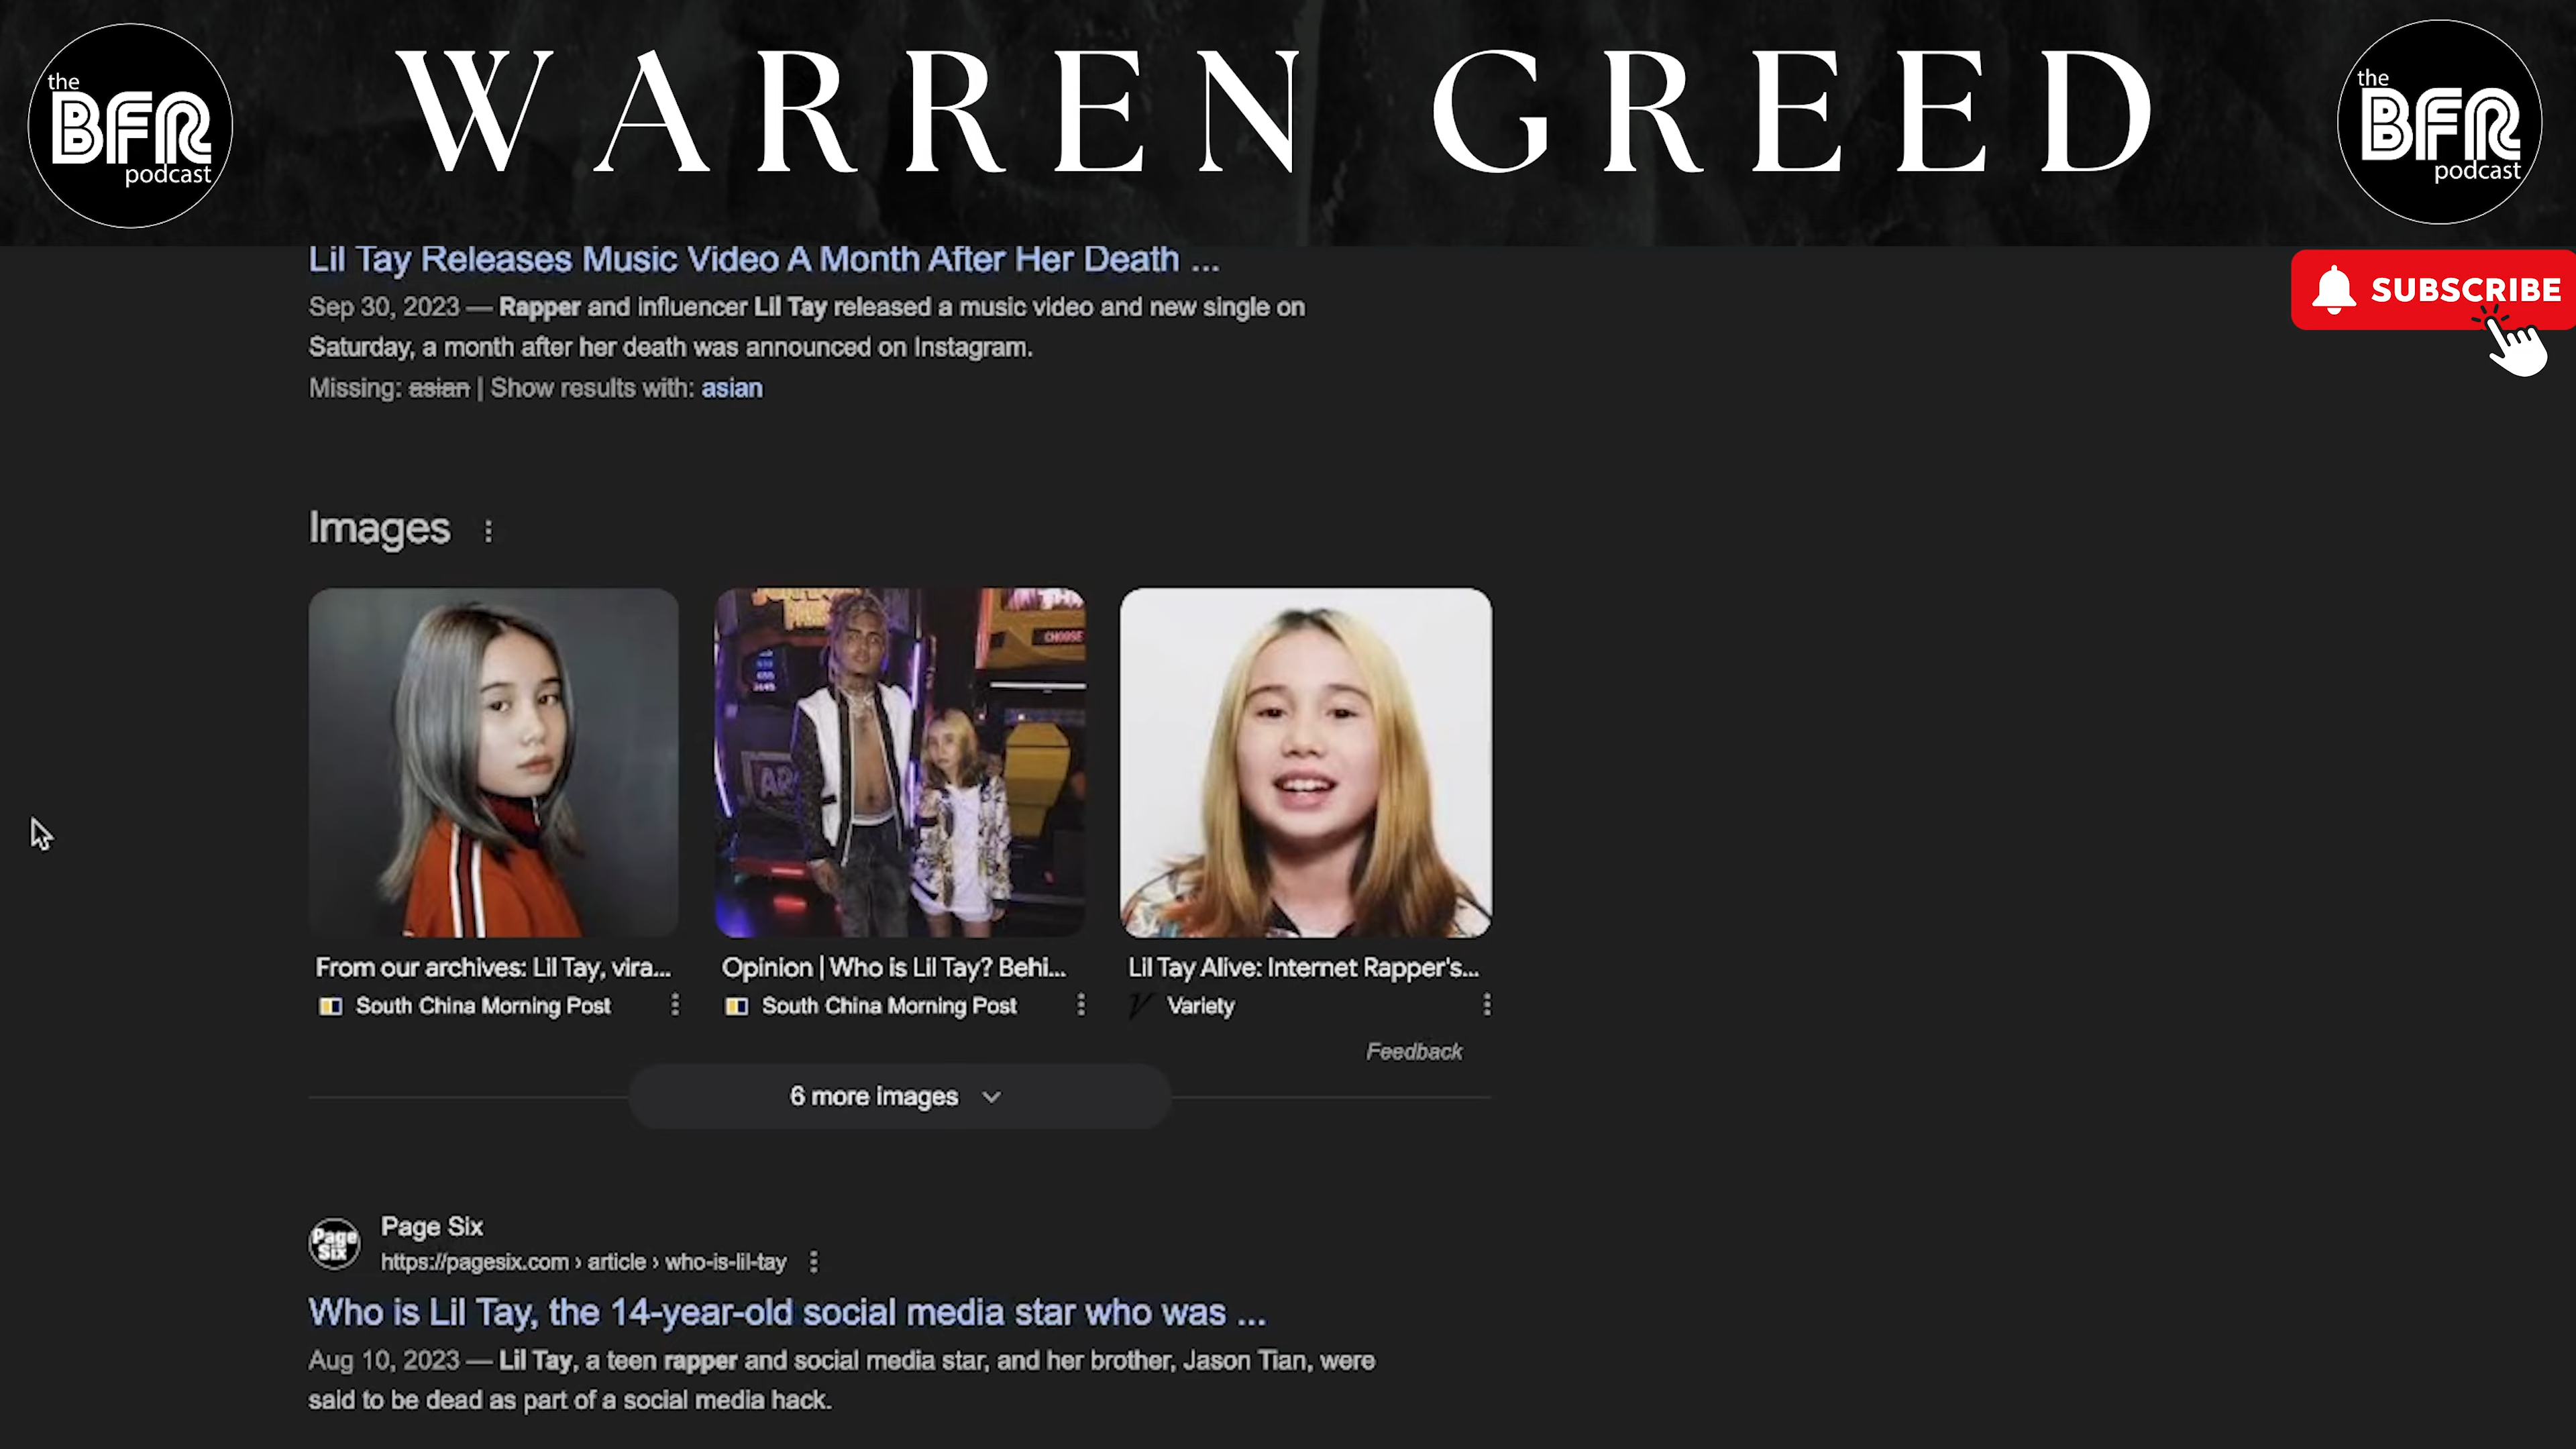 the
BFR
podcast
WARREN GREED
the
BFR
podcast
SUBSCRIBE
Lil Tay Releases Music Video A Month After Her Death ...
Sep 30, 2023 — Rapper and influencer Lil Tay released a music video and new single on
Saturday, a month after her death was announced on Instagram.
Missing: asian | Show results with: asian
Images
CHOOSE
From our archives: Lil Tay, vira...
South China Morning Post
Opinion | Who is Lil Tay? Behi...
South China Morning Post
Lil Tay Alive: Internet Rapper's...
Variety
Feedback
6 more images
Page Six
Page Six
https://pagesix.com › article › who-is-lil-tay
Who is Lil Tay, the 14-year-old social media star who was ...
Aug 10, 2023 — Lil Tay, a teen rapper and social media star, and her brother, Jason Tian, were
said to be dead as part of a social media hack.